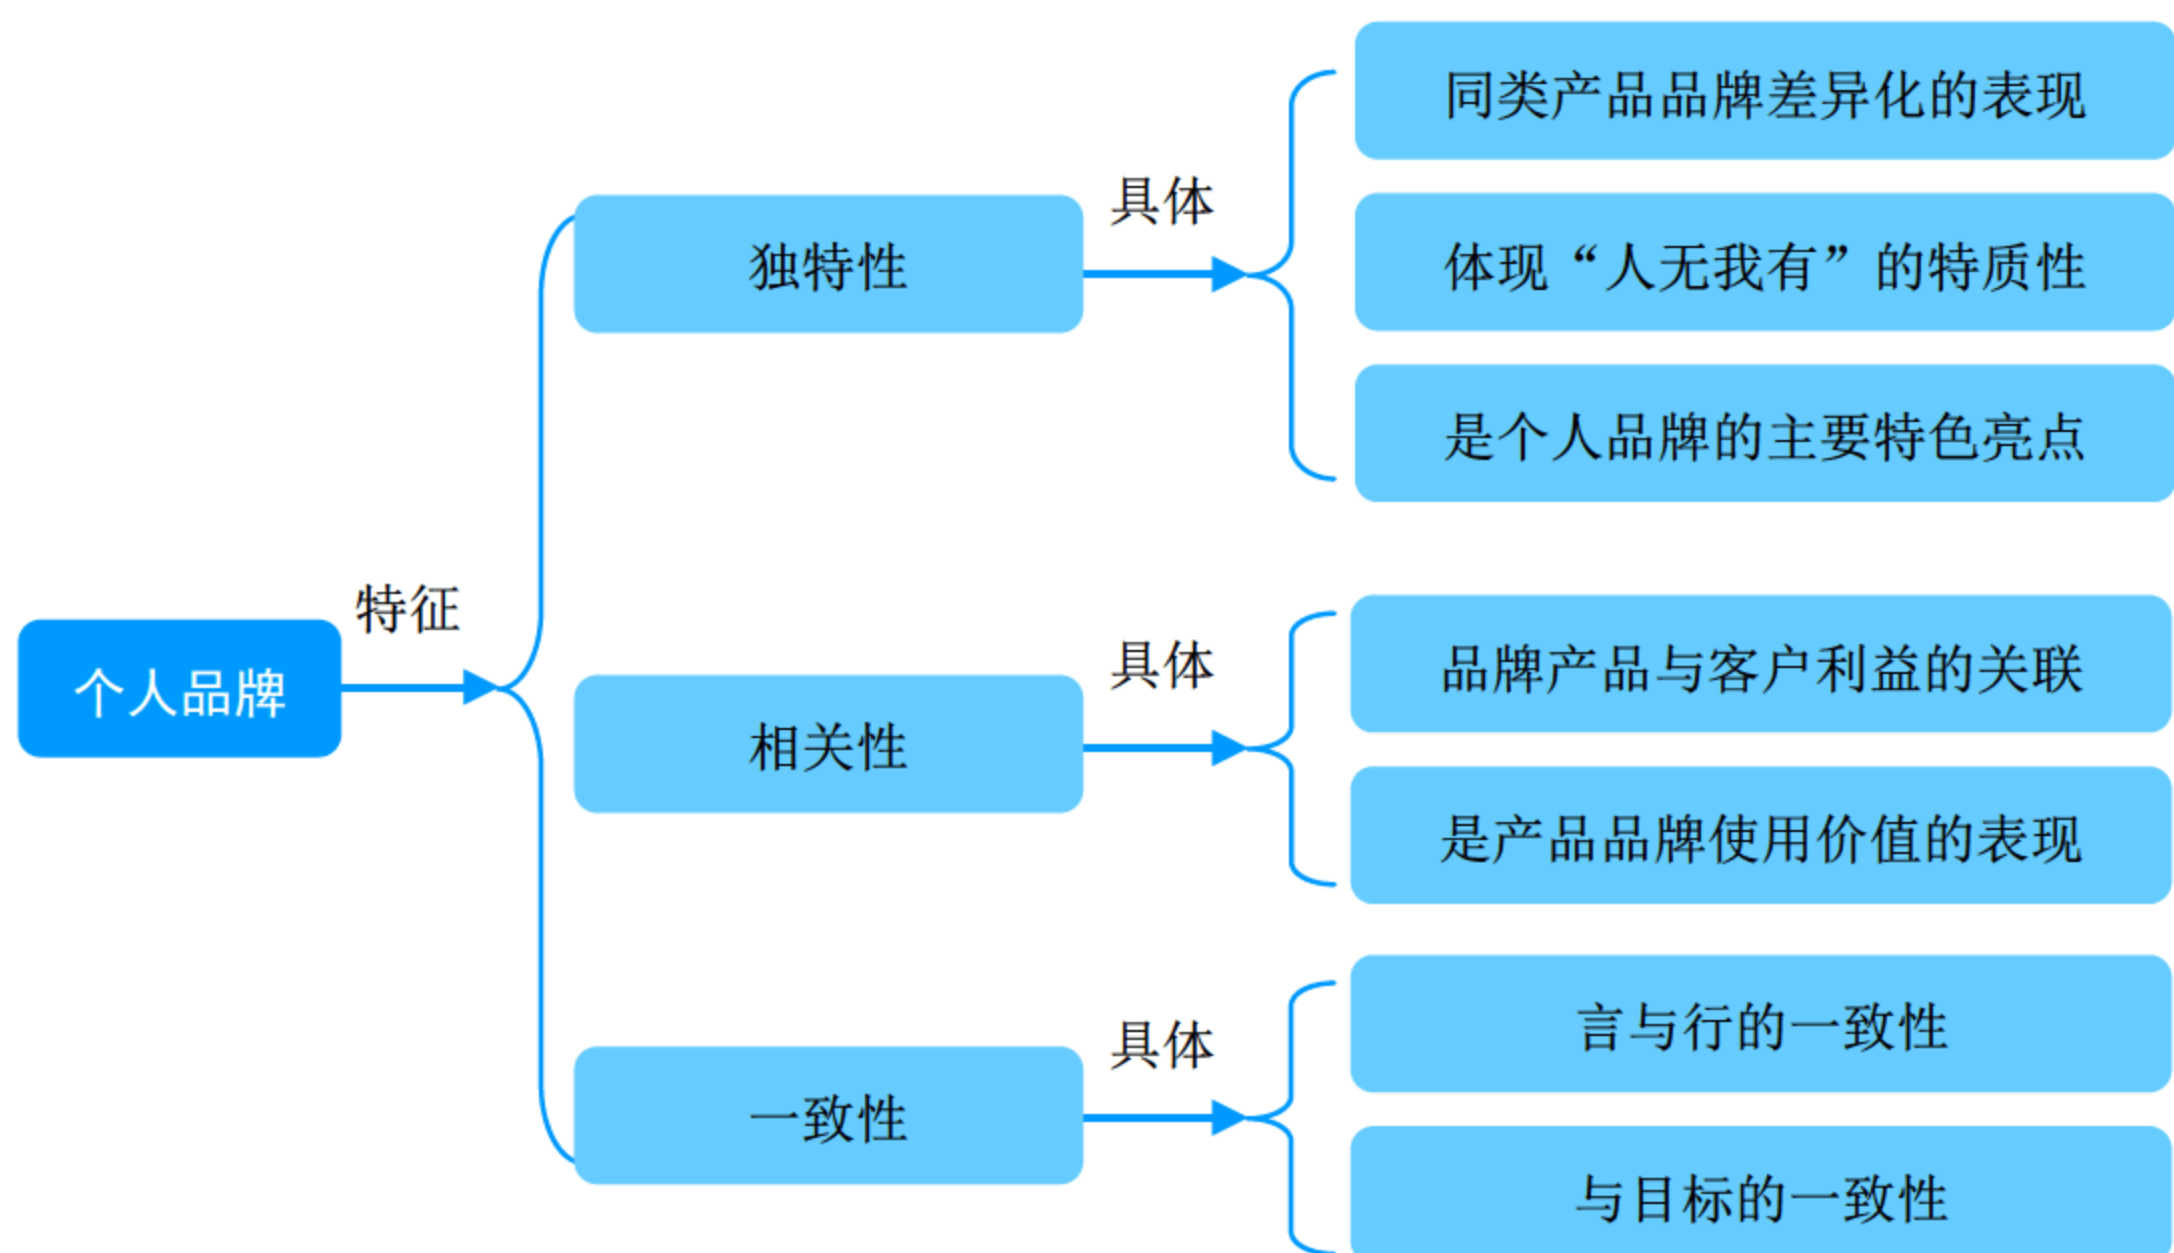 个人品牌
特征
独特性
具体
同类产品品牌差异化的表现
体现“人无我有”的特质性
是个人品牌的主要特色亮点
相关性
具体
品牌产品与客户利益的关联
是产品品牌使用价值的表现
一致性
具体
言与行的一致性
与目标的一致性